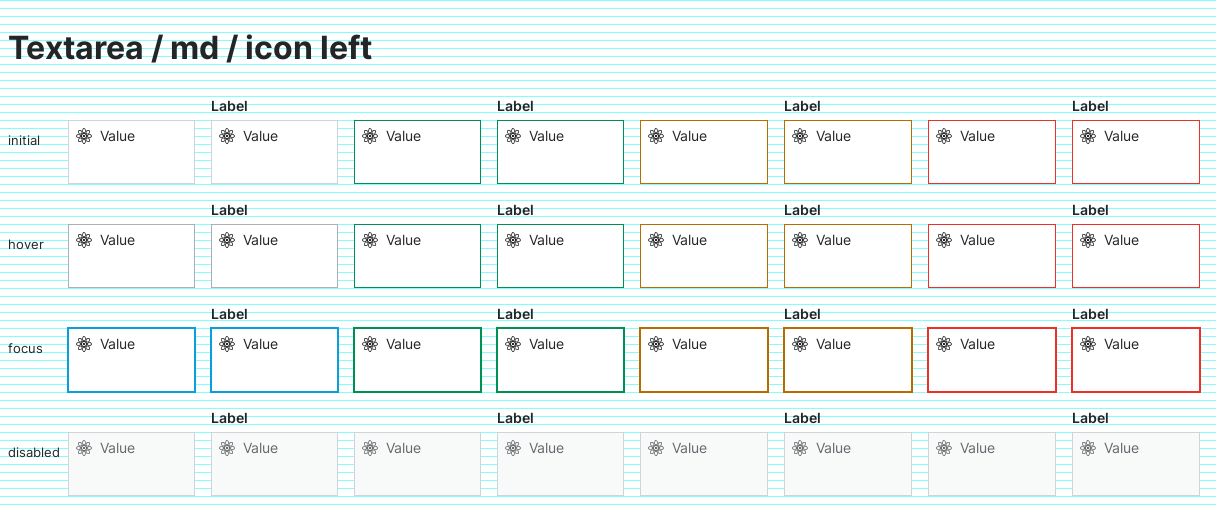 Textarea / md / icon left
Label Label Label Label
initial Value Value Value Value Value Value Value Value
Label Label Label Label
hover Value Value Value Value Value Value Value Value
Label Label Label Label
focus Value Value Value Value Value Value Value Value
Label Label Label Label
disabled Value Value Value Value Value Value Value Value